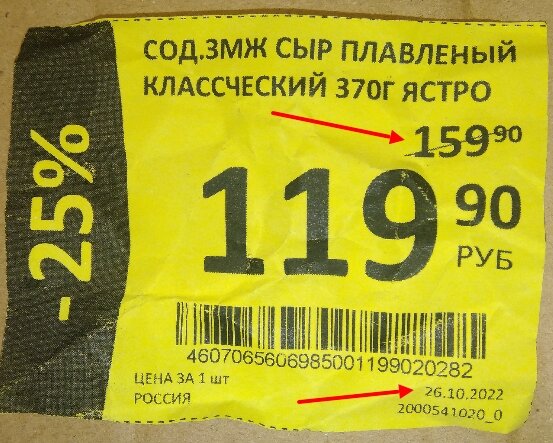 СОД.ЗМЖ СЫР ПЛАВЛЕНЫЙ
КЛАССЧЕСКИЙ 370Г ЯСТРО
159 90
119 90
РУБ
- 25%
4607065606985001199020282
ЦЕНА ЗА 1 шт
РОССИЯ
26.10.2022
2000541020_0